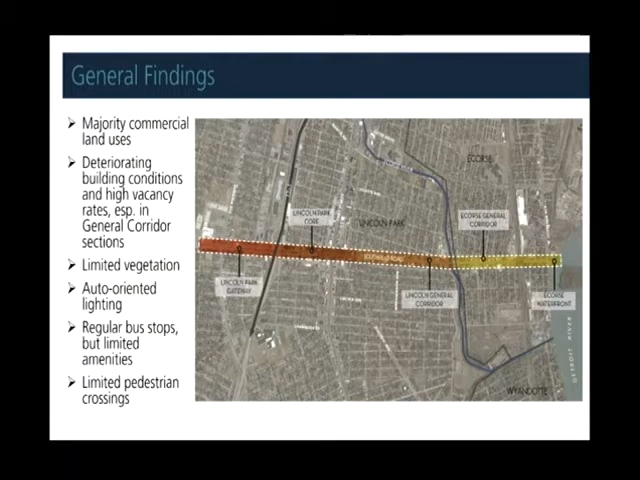 General Findings
➢ Majority commercial
land uses
➢ Deteriorating
building conditions
and high vacancy
rates, esp. in
General Corridor
sections
➢ Limited vegetation
➢ Auto-oriented
lighting
➢ Regular bus stops,
but limited
amenities
➢ Limited pedestrian
crossings
ECORSE
LINCOLN PARK
CORE
LINCOLN PARK
ECORSE GENERAL
CORRIDOR
LINCOLN PARK
GATEWAY
LINCOLN GENERAL
CORRIDOR
ECORSE
WATERFRONT
DETROIT RIVER
WYANDOTTE